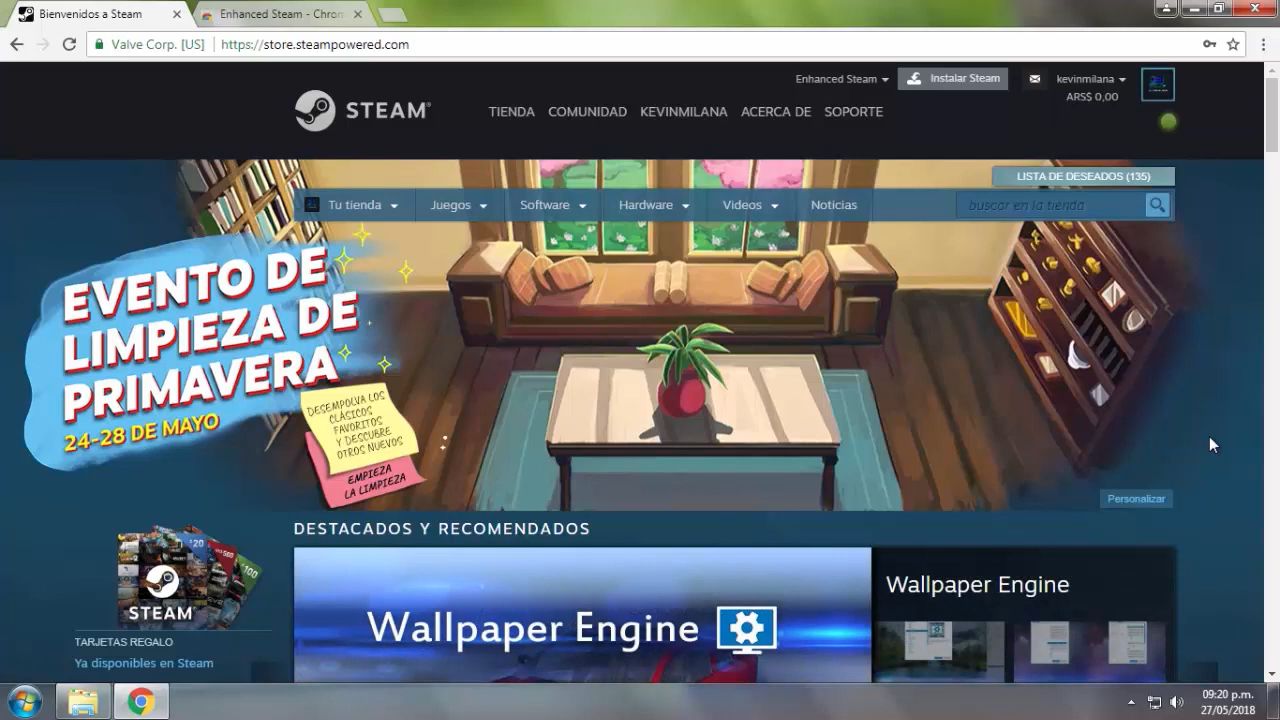 Bienvenidos a Steam
Enhanced Steam - Chrom
Valve Corp. [US]
https://store.steampowered.com
Enhanced Steam
Instalar Steam
kevinmilana
ARS$ 0,00
STEAM®
TIENDA COMUNIDAD KEVINMILANA ACERCA DE SOPORTE
LISTA DE DESEADOS (135)
Tu tienda Juegos Software Hardware Videos Noticias
buscar en la tienda
EVENTO DE
LIMPIEZA DE
PRIMAVERA
24-28 DE MAYO
DESEMPOLVA LOS
CLÁSICOS
FAVORITOS
Y DESCUBRE
OTROS NUEVOS
EMPIEZA
LA LIMPIEZA
Personalizar
DESTACADOS Y RECOMENDADOS
STEAM
TARJETAS REGALO
Ya disponibles en Steam
Wallpaper Engine
Wallpaper Engine
09:20 p.m.
27/05/2018